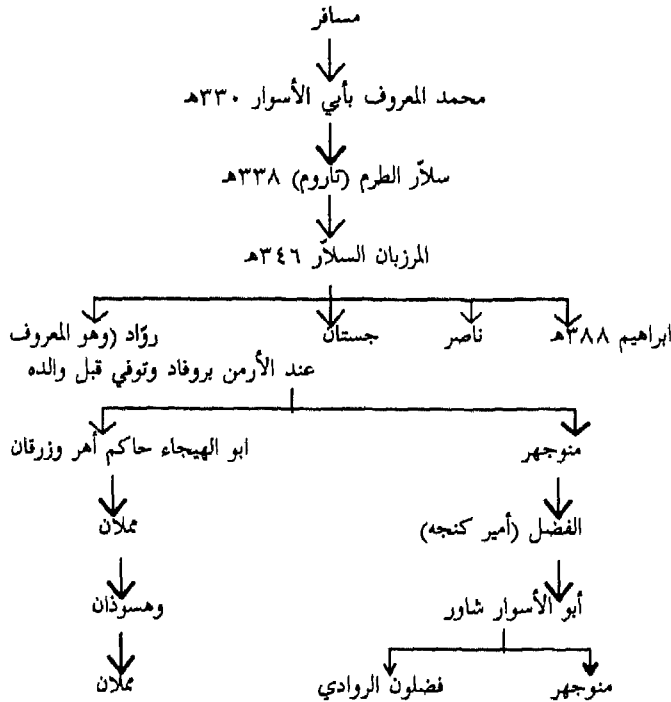 مسافر
محمد المعروف بأبي الأسوار ٣٣٠هـ
سلاّر الطرم (تاروم) ٣٣٨هـ
المرزبان السلاّر ٣٤٦هـ
ابراهيم ٣٨٨هـ ناصر جستان روّاد (وهو المعروف
عند الأرمن بروفاد وتوفي قبل والده
منوجهر ابو الهيجاء حاكم أهر وزرقان
الفضل (أمير كنجه) مملان
أبو الأسوار شاور وهسوذان
منوجهر فضلون الروادي مملان